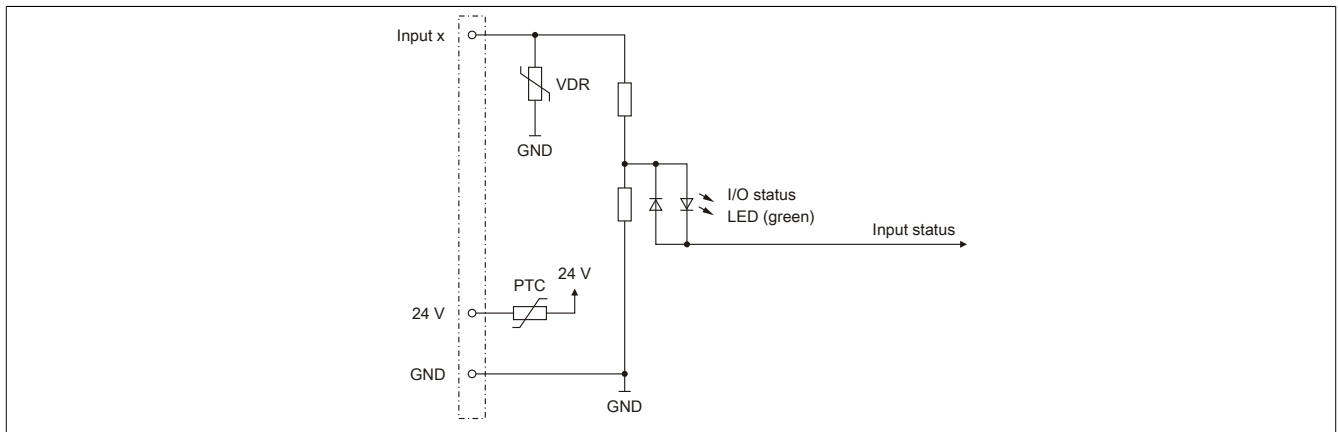 Input x
VDR
GND
I/O status
LED (green)
Input status
24 V
PTC
24 V
GND
GND